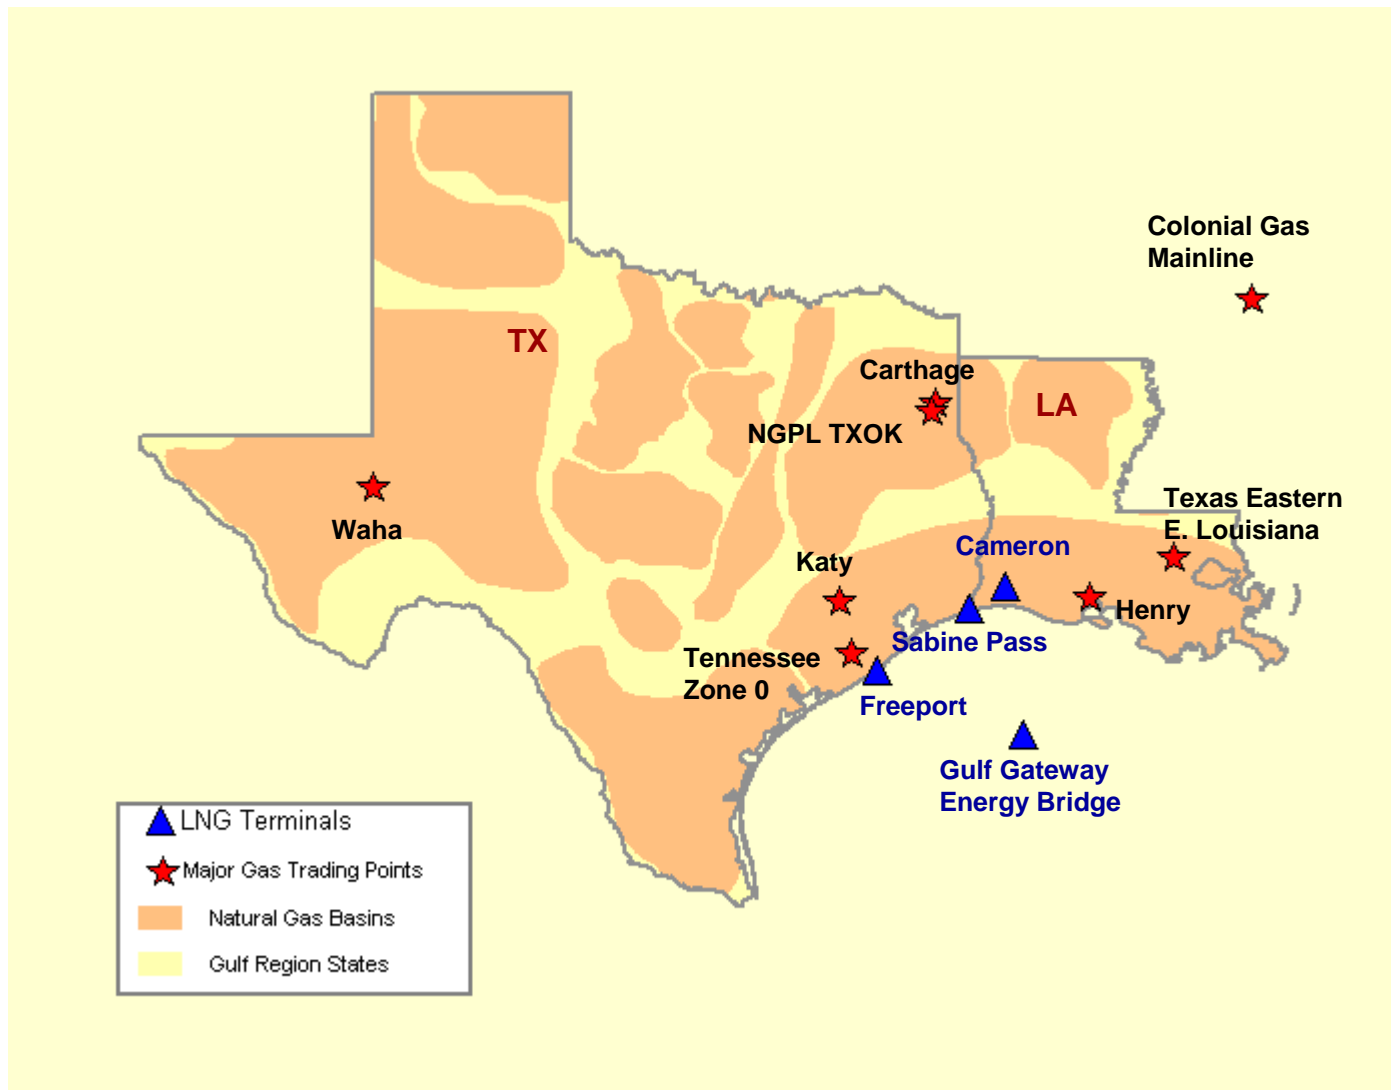 Colonial Gas
Mainline
TX
Carthage
LA
NGPL TXOK
Texas Eastern
E. Louisiana
Waha
Cameron
Katy
Henry
Sabine Pass
Tennessee
Zone 0
Freeport
Gulf Gateway
Energy Bridge
LNG Terminals
Major Gas Trading Points
Natural Gas Basins
Gulf Region States